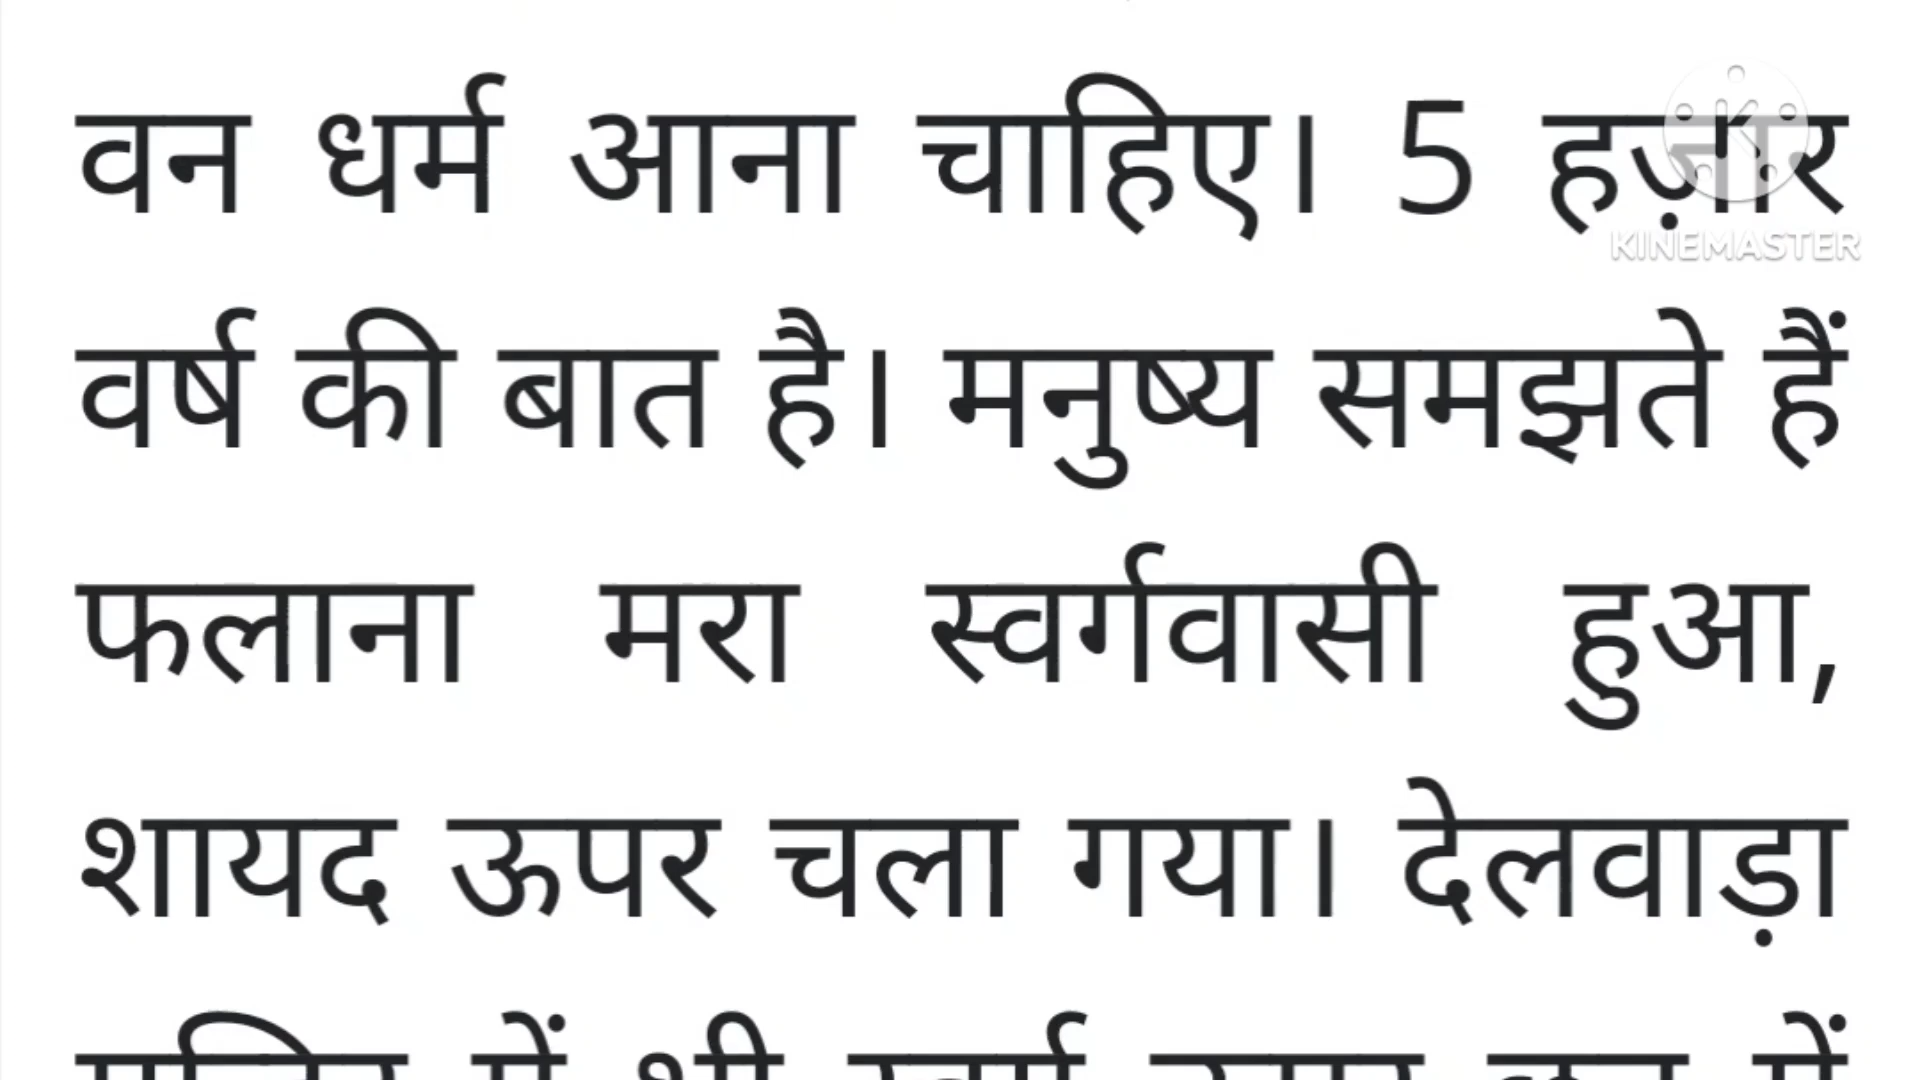 वन धर्म आना चाहिए। 5 हज़ार
KINEMASTER
वर्ष की बात है। मनुष्य समझते हैं
फलाना मरा स्वर्गवासी हुआ,
शायद ऊपर चला गया। देलवाड़ा